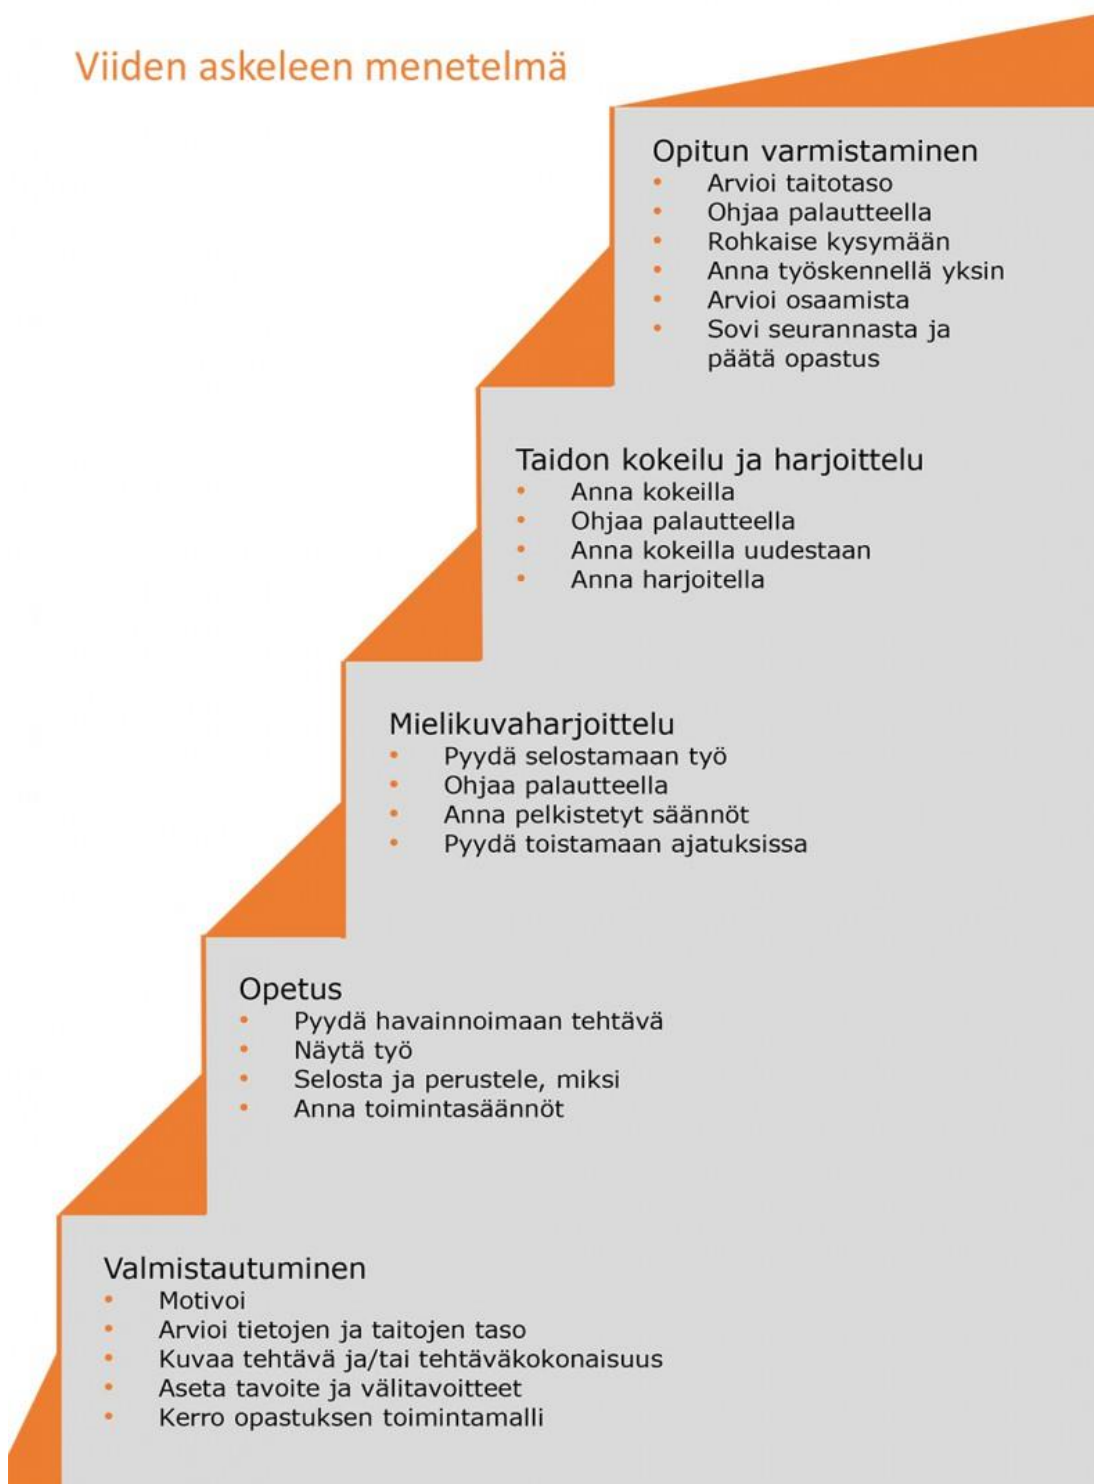 Viiden askeleen menetelmä
Opitun varmistaminen
• Arvioi taitotaso
• Ohjaa palautteella
• Rohkaise kysymään
• Anna työskennellä yksin
• Arvioi osaamista
• Sovi seurannasta ja
päätä opastus
Taidon kokeilu ja harjoittelu
• Anna kokeilla
• Ohjaa palautteella
• Anna kokeilla uudestaan
• Anna harjoitella
Mielikuvaharjoittelu
• Pyydä selostamaan työ
• Ohjaa palautteella
• Anna pelkistetyt säännöt
• Pyydä toistamaan ajatuksissa
Opetus
• Pyydä havainnoimaan tehtävä
• Näytä työ
• Selosta ja perustele, miksi
• Anna toimintasäännöt
Valmistautuminen
• Motivoi
• Arvioi tietojen ja taitojen taso
• Kuvaa tehtävä ja/tai tehtäväkokonaisuus
• Aseta tavoite ja välitavoitteet
• Kerro opastuksen toimintamalli